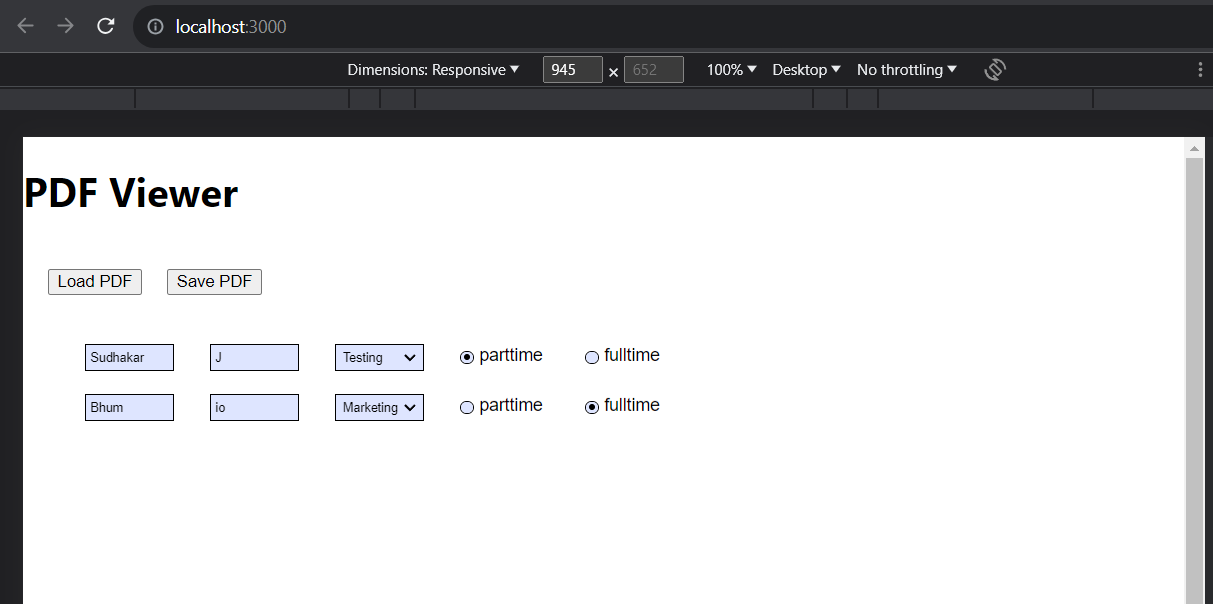 localhost:3000
Dimensions: Responsive 945 × 652 100% Desktop No throttling
PDF Viewer
Load PDF Save PDF
Sudhakar J Testing parttime fulltime
Bhum io Marketing parttime fulltime